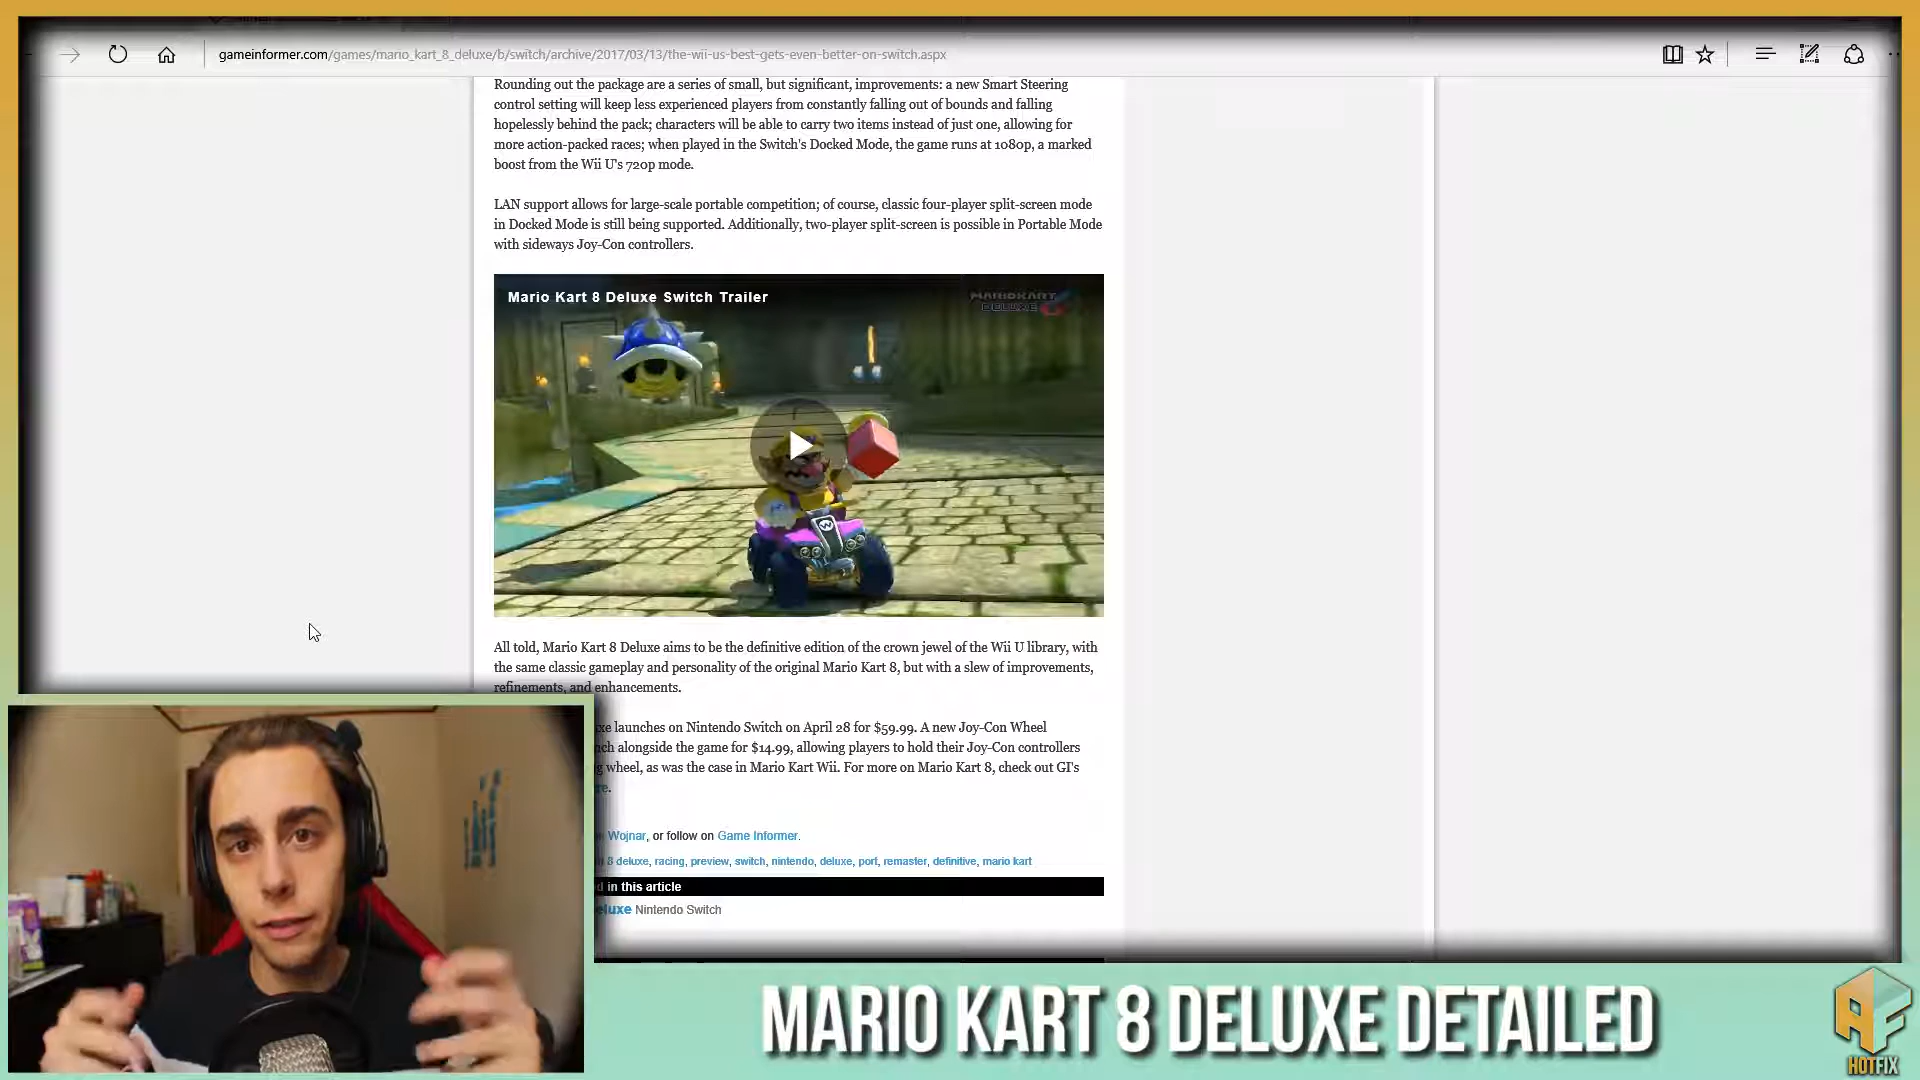 gameinformer.com/games/mario_kart_8_deluxe/b/switch/archive/2017/03/13/the-wii-us-best-gets-even-better-on-switch.aspx
Rounding out the package are a series of small, but significant, improvements: a new Smart Steering
control setting will keep less experienced players from constantly falling out of bounds and falling
hopelessly behind the pack; characters will be able to carry two items instead of just one, allowing for
more action-packed races; when played in the Switch's Docked Mode, the game runs at 1080p, a marked
boost from the Wii U's 720p mode.
LAN support allows for large-scale portable competition; of course, classic four-player split-screen mode
in Docked Mode is still being supported. Additionally, two-player split-screen is possible in Portable Mode
with sideways Joy-Con controllers.
Mario Kart 8 Deluxe Switch Trailer
MARIOKART
DELUXE 8
All told, Mario Kart 8 Deluxe aims to be the definitive edition of the crown jewel of the Wii U library, with
the same classic gameplay and personality of the original Mario Kart 8, but with a slew of improvements,
refinements, and enhancements.
xe launches on Nintendo Switch on April 28 for $59.99. A new Joy-Con Wheel
ch alongside the game for $14.99, allowing players to hold their Joy-Con controllers
g wheel, as was the case in Mario Kart Wii. For more on Mario Kart 8, check out GI's
re.
Wojnar, or follow on Game Informer.
8 deluxe, racing, preview, switch, nintendo, deluxe, port, remaster, definitive, mario kart
d in this article
eluxe Nintendo Switch
MARIO KART 8 DELUXE DETAILED
AF
HOTFIX